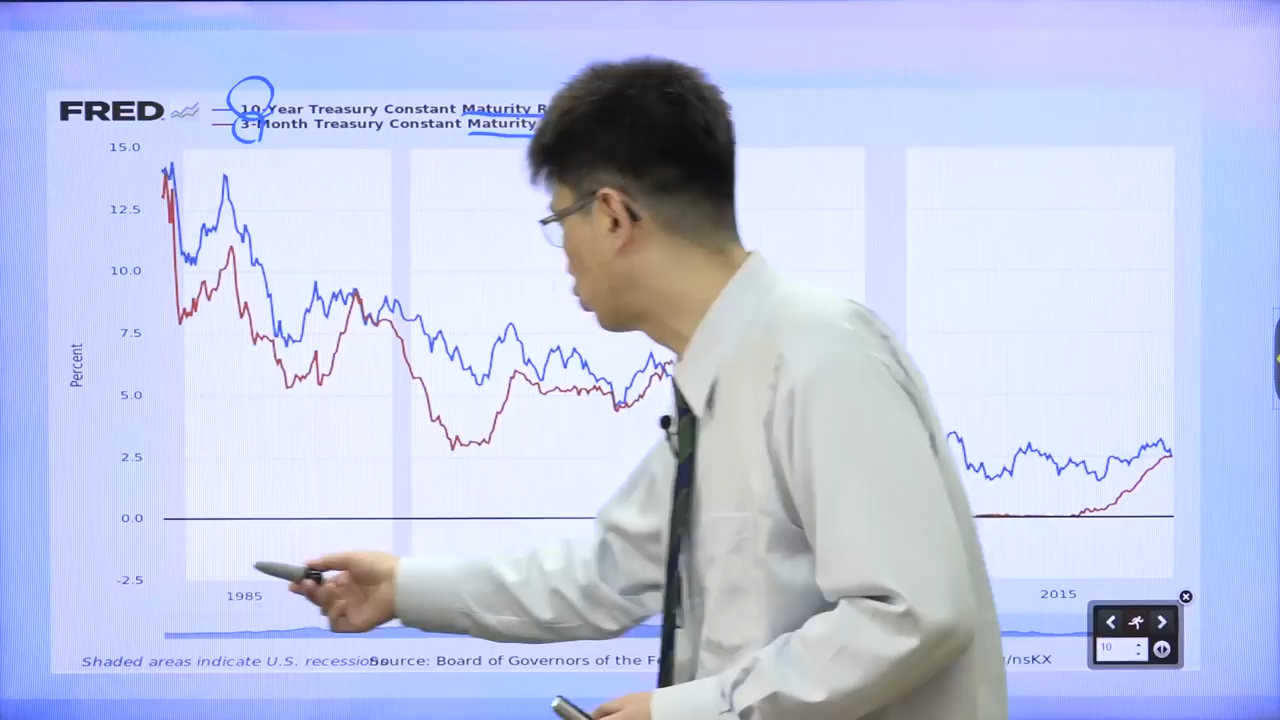 FRED
10-Year Treasury Constant Maturity R
3-Month Treasury Constant Maturity
15.0
12.5
10.0
7.5
5.0
2.5
0.0
-2.5
Percent
1985
2015
10
Shaded areas indicate U.S. recessions
Source: Board of Governors of the Fe
/nsKX